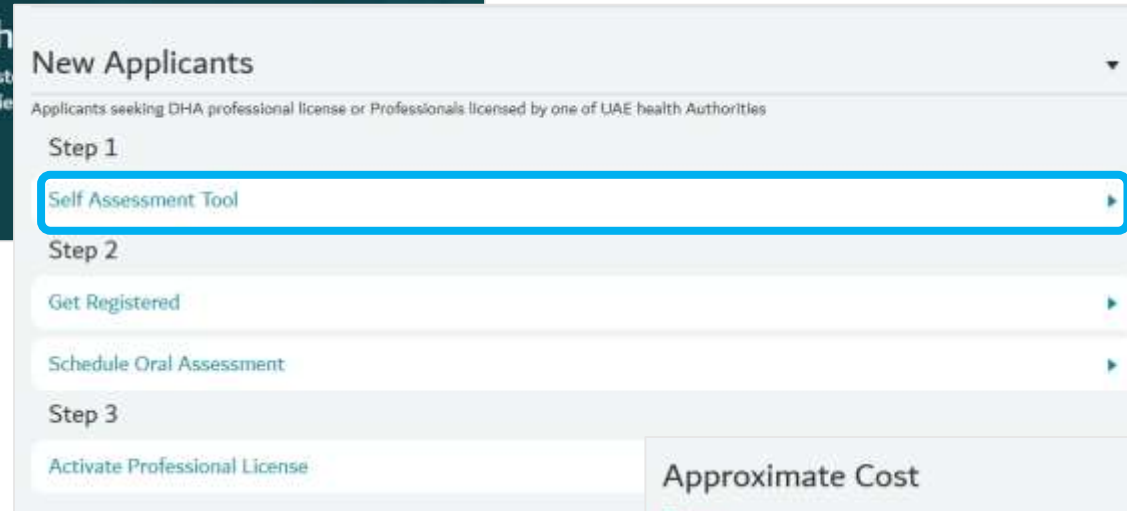 New Applicants
Applicants seeking DHA professional license or Professionals licensed by one of UAE health Authorities
Step 1
Self Assessment Tool
Step 2
Get Registered
Schedule Oral Assessment
Step 3
Activate Professional License
Approximate Cost